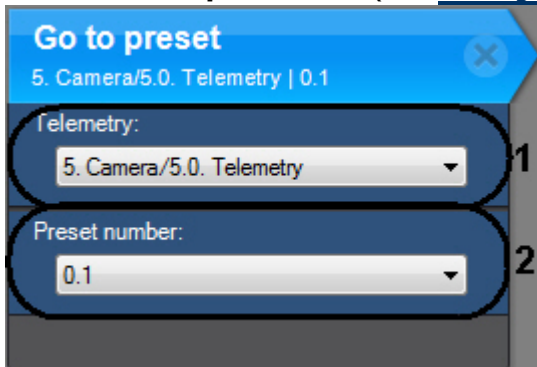 Go to preset
5. Camera/5.0. Telemetry | 0.1
Telemetry:
5. Camera/5.0. Telemetry
1
Preset number:
0.1
2